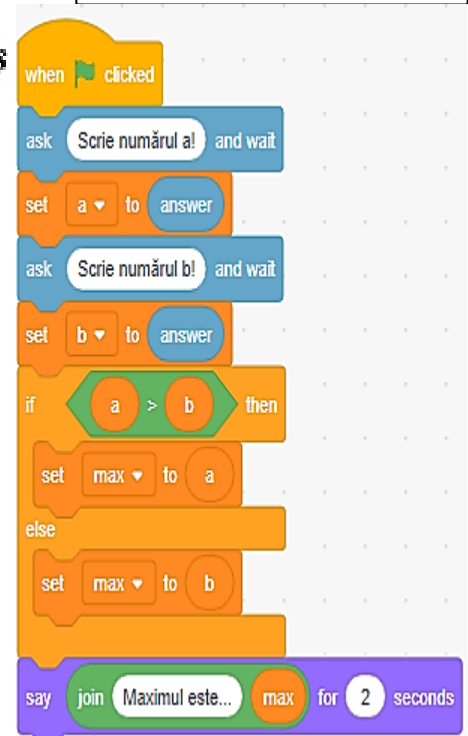 when clicked
ask Scrie numărul a! and wait
set a to answer
ask Scrie numărul b! and wait
set b to answer
if a > b then
set max to a
else
set max to b
say join Maximul este... max for 2 seconds